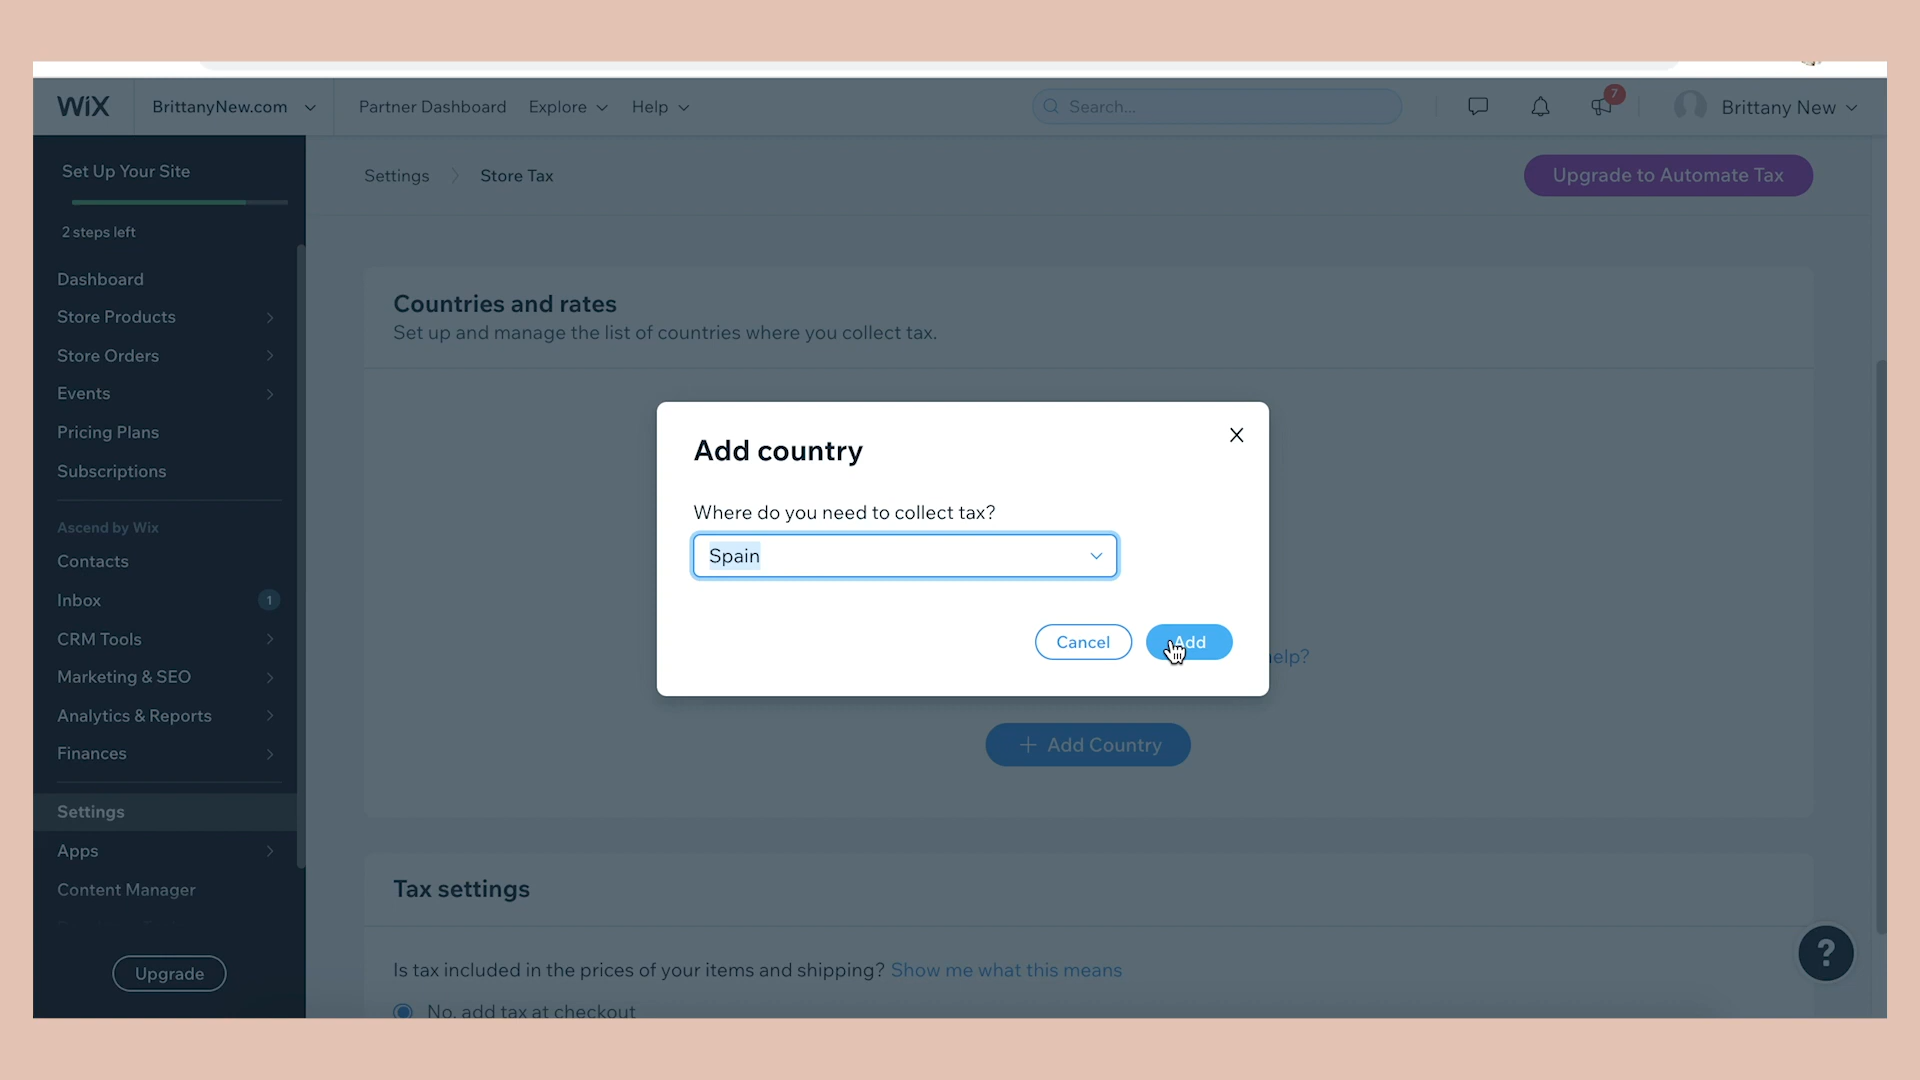 WiX
BrittanyNew.com
Partner Dashboard
Explore
Help
Search...
7
Brittany New
Set Up Your Site
2 steps left
Dashboard
Store Products
Store Orders
Events
Pricing Plans
Subscriptions
Ascend by Wix
Contacts
Inbox
1
CRM Tools
Marketing & SEO
Analytics & Reports
Finances
Settings
Apps
Content Manager
Upgrade
Settings
Store Tax
Upgrade to Automate Tax
Countries and rates
Set up and manage the list of countries where you collect tax.
Add country
Where do you need to collect tax?
Spain
Cancel
Add
elp?
+ Add Country
Tax settings
Is tax included in the prices of your items and shipping? Show me what this means
No, add tax at checkout
?